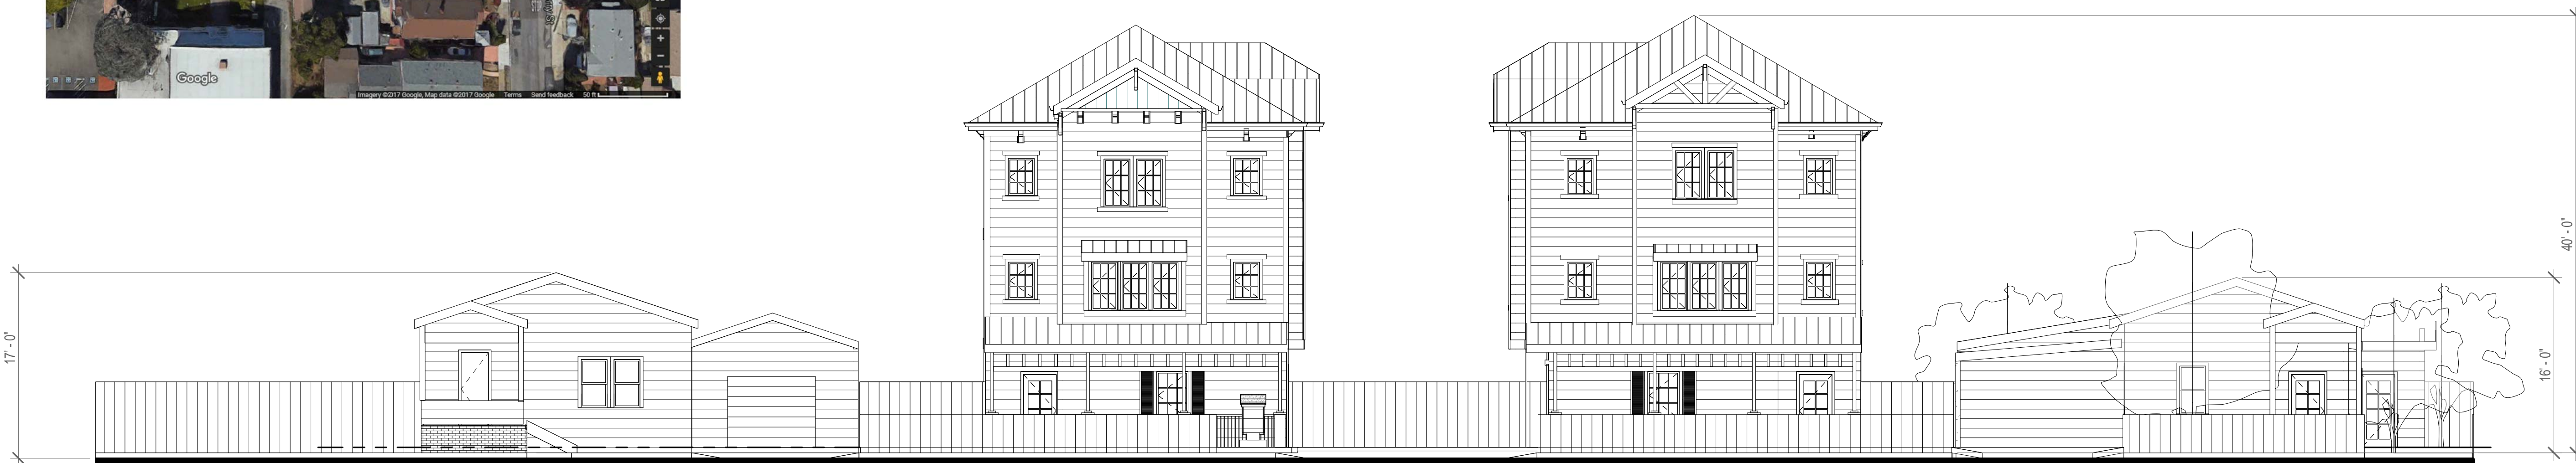 Google
Imagery ©2017 Google, Map data ©2017 Google Terms Send feedback 50 ft
17' - 0"
40' - 0"
16' - 0"